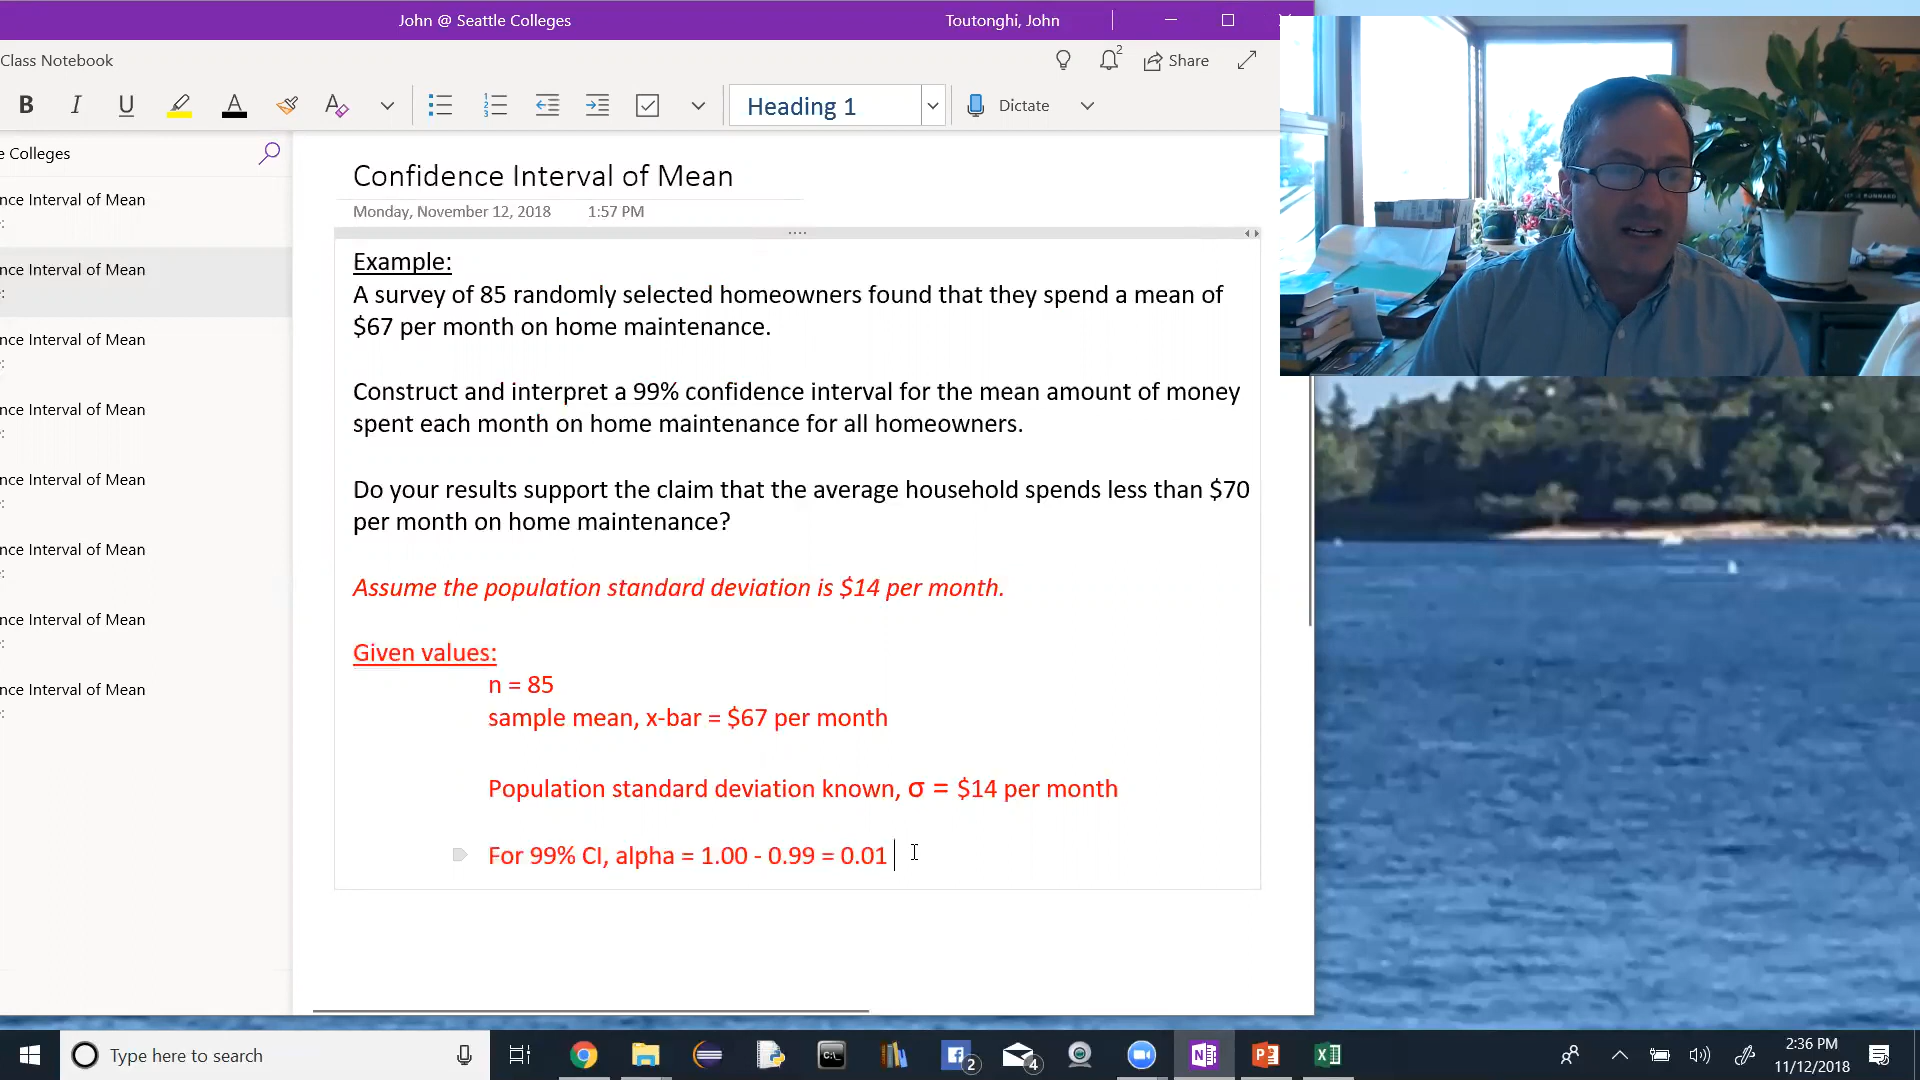 John @ Seattle Colleges
Toutonghi, John
Class Notebook
2
Share
B I U A A
Heading 1
Dictate
e Colleges
nce Interval of Mean
:
nce Interval of Mean
:
nce Interval of Mean
:
nce Interval of Mean
:
nce Interval of Mean
:
nce Interval of Mean
:
nce Interval of Mean
:
nce Interval of Mean
:
Confidence Interval of Mean
Monday, November 12, 2018 1:57 PM
Example:
A survey of 85 randomly selected homeowners found that they spend a mean of
$67 per month on home maintenance.
Construct and interpret a 99% confidence interval for the mean amount of money
spent each month on home maintenance for all homeowners.
Do your results support the claim that the average household spends less than $70
per month on home maintenance?
Assume the population standard deviation is $14 per month.
Given values:
n = 85
sample mean, x-bar = $67 per month
Population standard deviation known, σ = $14 per month
For 99% CI, alpha = 1.00 - 0.99 = 0.01
Type here to search
2
4
2:36 PM
11/12/2018